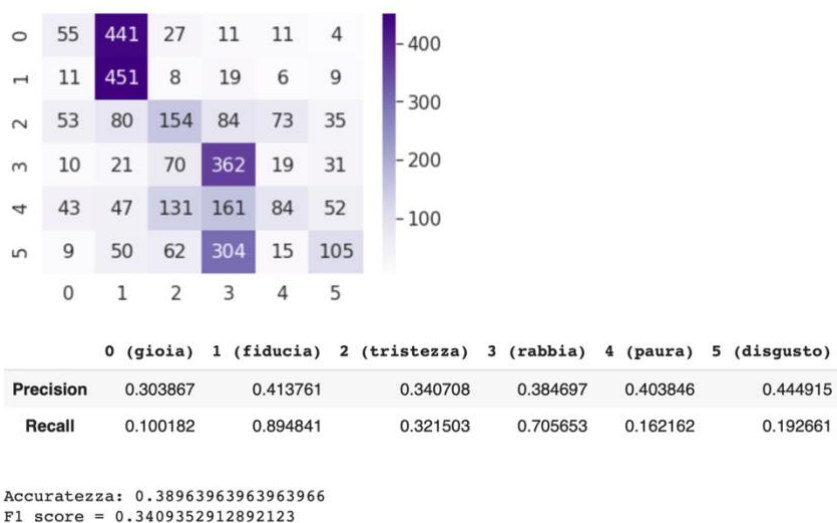 0 55 441 27 11 11 4
400
1 11 451 8 19 6 9
300
2 53 80 154 84 73 35
200
3 10 21 70 362 19 31
4 43 47 131 161 84 52
100
5 9 50 62 304 15 105
0 1 2 3 4 5
0 (gioia) 1 (fiducia) 2 (tristezza) 3 (rabbia) 4 (paura) 5 (disgusto)
Precision 0.303867 0.413761 0.340708 0.384697 0.403846 0.444915
Recall 0.100182 0.894841 0.321503 0.705653 0.162162 0.192661
Accuratezza: 0.38963963963963966
F1 score = 0.3409352912892123